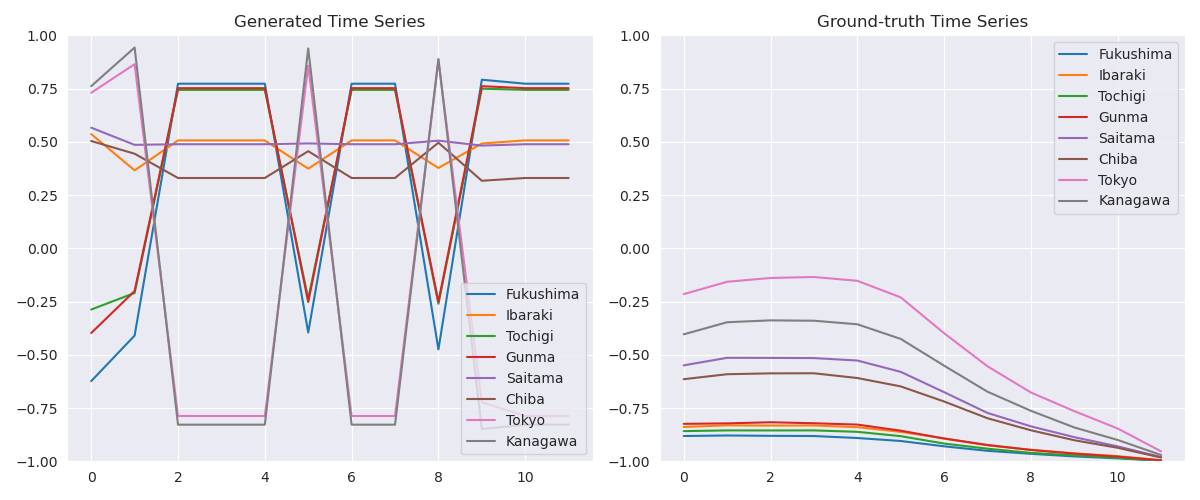 Generated Time Series
1.00
0.75
0.50
0.25
0.00
−0.25
−0.50
−0.75
−1.00
0 2 4 6 8 10
Fukushima
Ibaraki
Tochigi
Gunma
Saitama
Chiba
Tokyo
Kanagawa
Ground-truth Time Series
1.00
0.75
0.50
0.25
0.00
−0.25
−0.50
−0.75
−1.00
0 2 4 6 8 10
Fukushima
Ibaraki
Tochigi
Gunma
Saitama
Chiba
Tokyo
Kanagawa